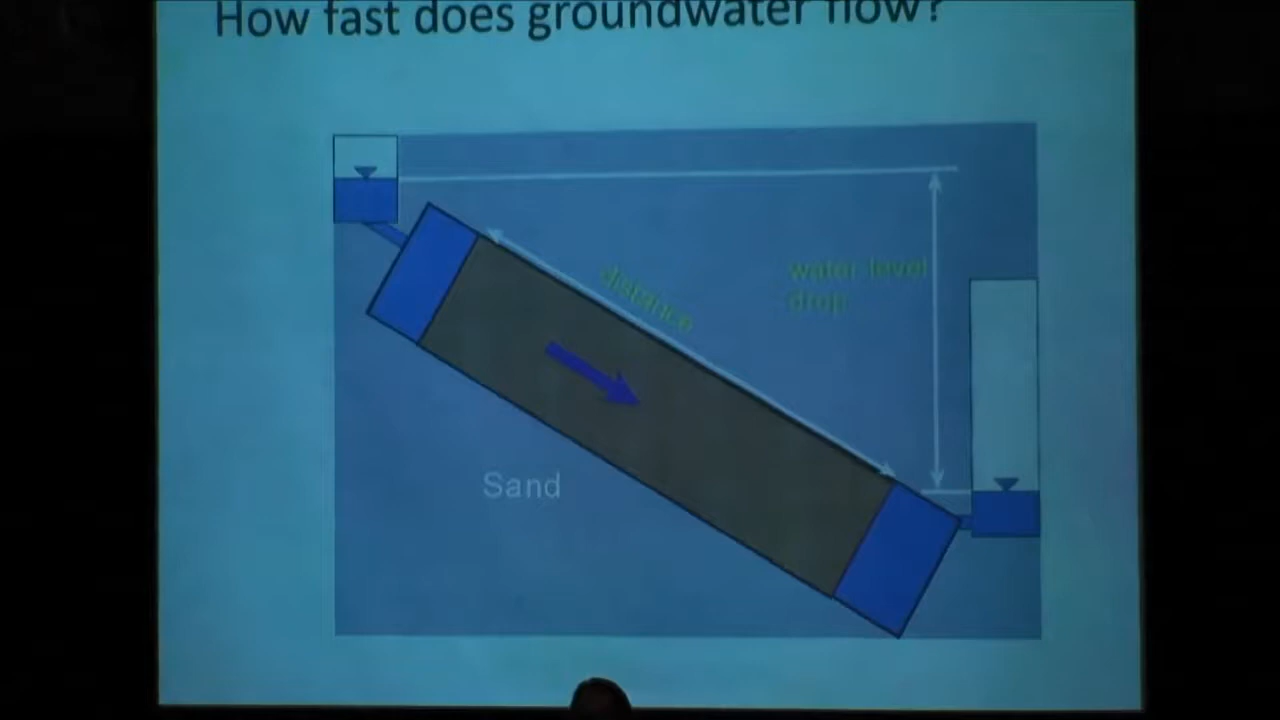 How fast does groundwater flow?
distance
water level
drop
Sand